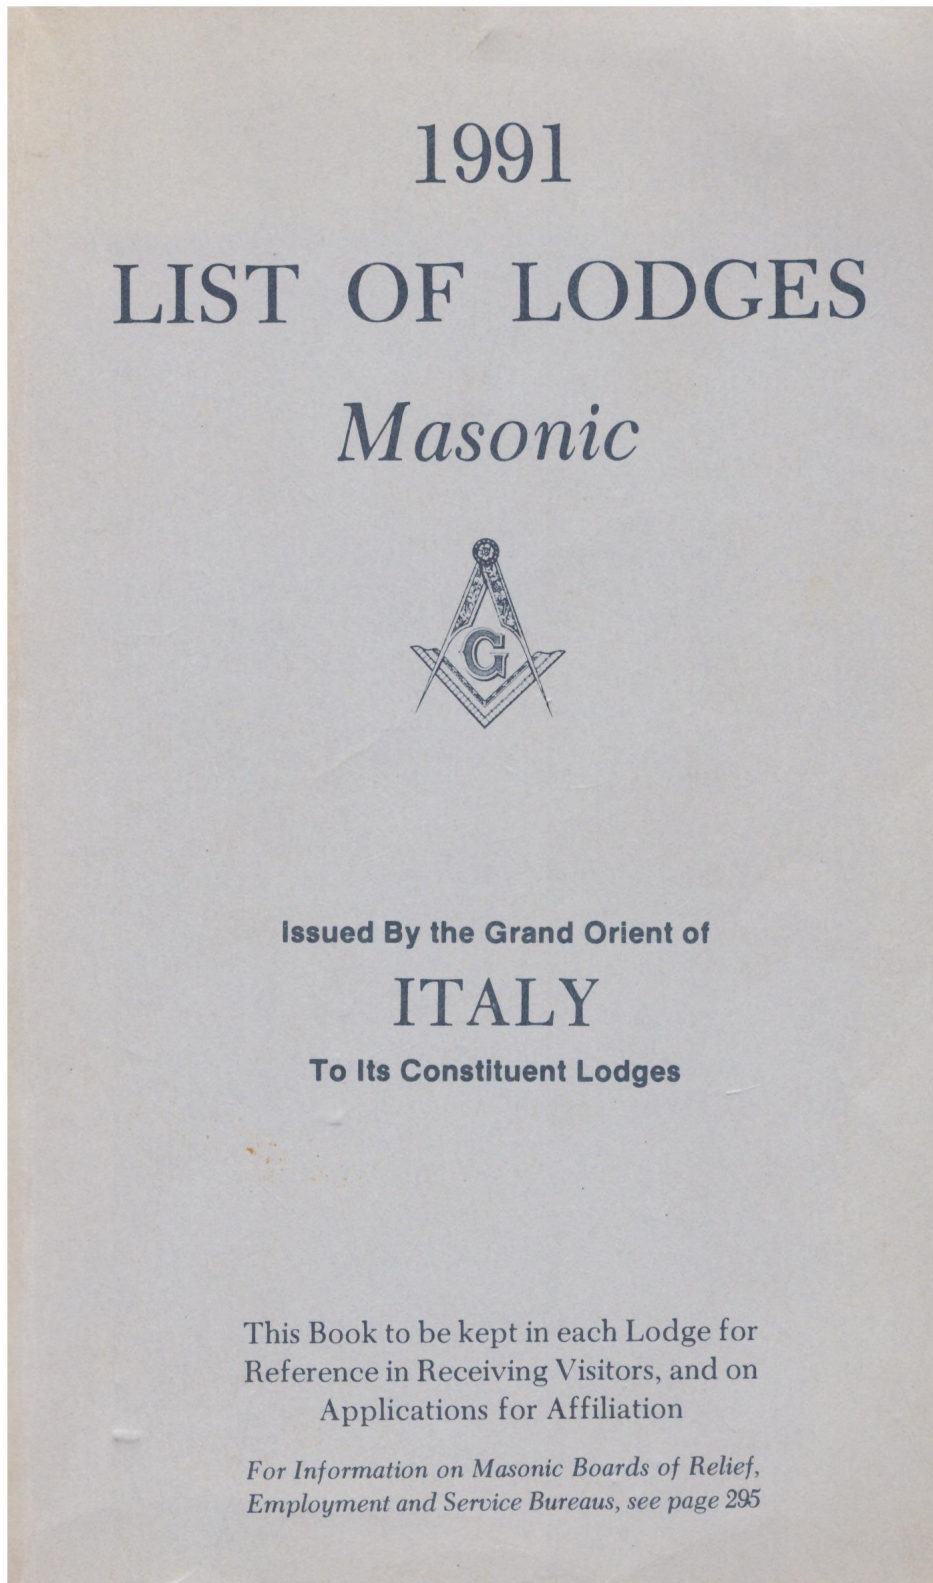 1991
LIST OF LODGES
Masonic
G
Issued By the Grand Orient of
ITALY
To Its Constituent Lodges
This Book to be kept in each Lodge for
Reference in Receiving Visitors, and on
Applications for Affiliation
For Information on Masonic Boards of Relief,
Employment and Service Bureaus, see page 295